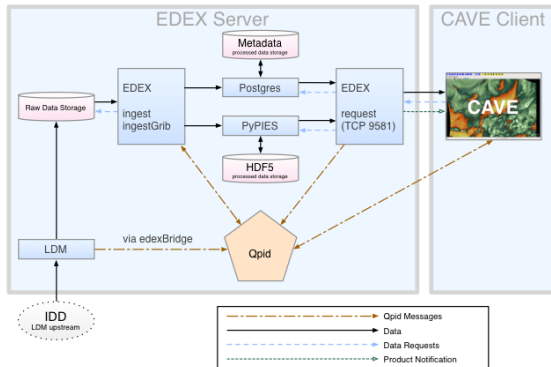 EDEX Server
CAVE Client
Metadata
processed data storage
EDEX
ingest
ingestGrib
Postgres
EDEX
request
(TCP 9581)
Raw Data Storage
CAVE
PyPIES
HDF5
processed data storage
via edexBridge
LDM
Qpid
IDD
LDM upstream
Qpid Messages
Data
Data Requests
Product Notification